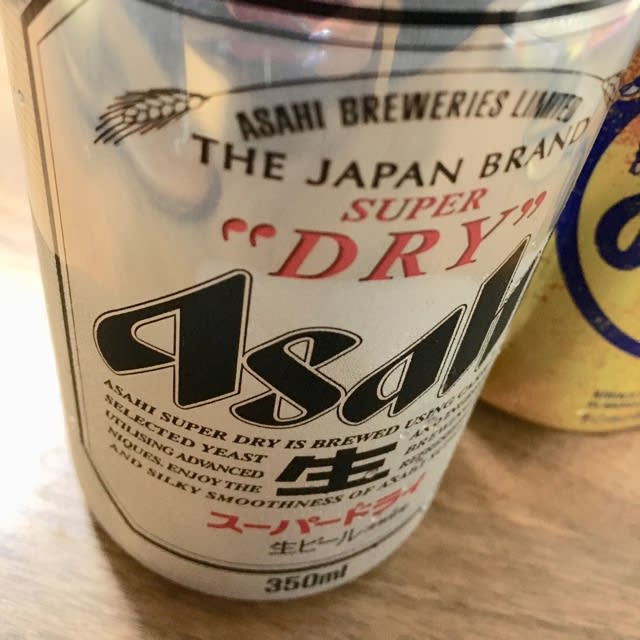 ASAHI BREWERIES LIMITED
THE JAPAN BRAND
SUPER
"DRY"
Asahi
ASAHI SUPER DRY IS BREWED USING
SELECTED YEAST
UTILISING ADVANCED
NIQUES. ENJOY THE
AND SILKY SMOOTHNESS OF ASAHI
生
スーパードライ
生ビール
350ml